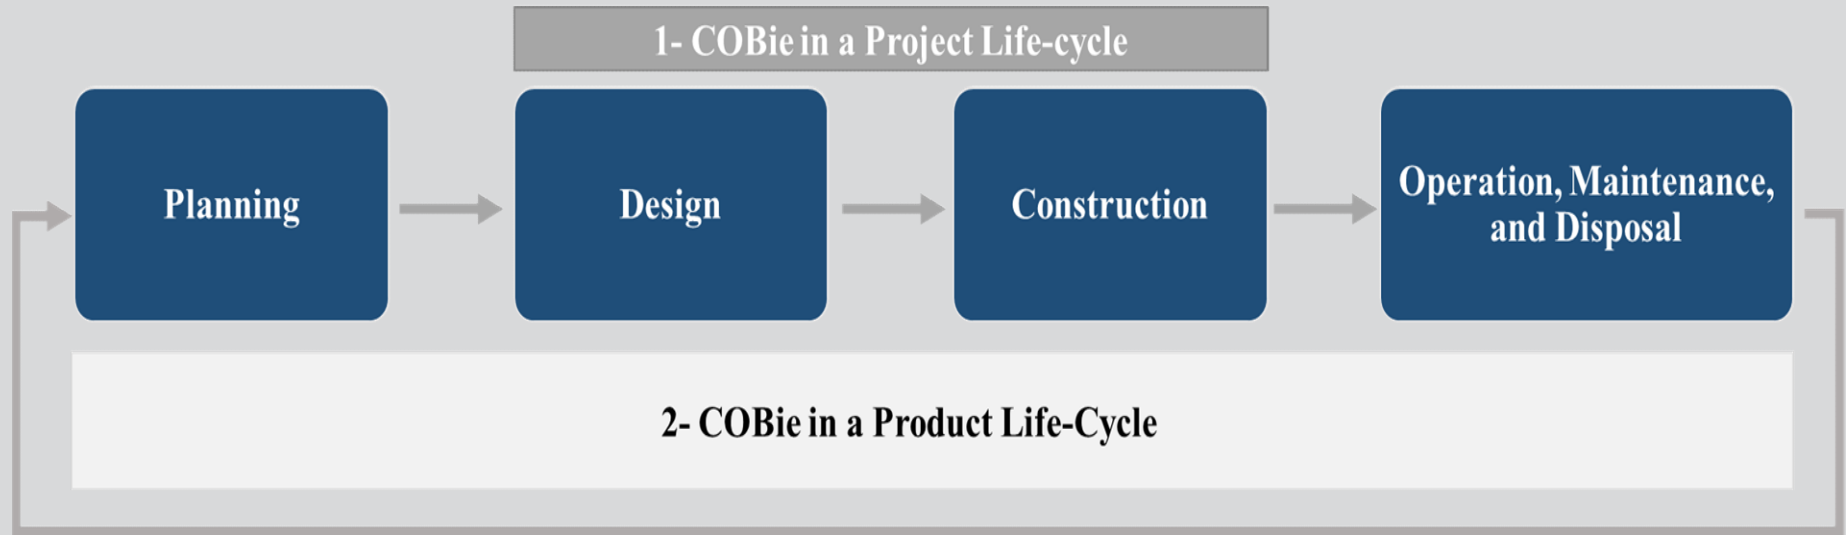 1- COBie in a Project Life-cycle
Planning
Design
Construction
Operation, Maintenance,
and Disposal
2- COBie in a Product Life-Cycle